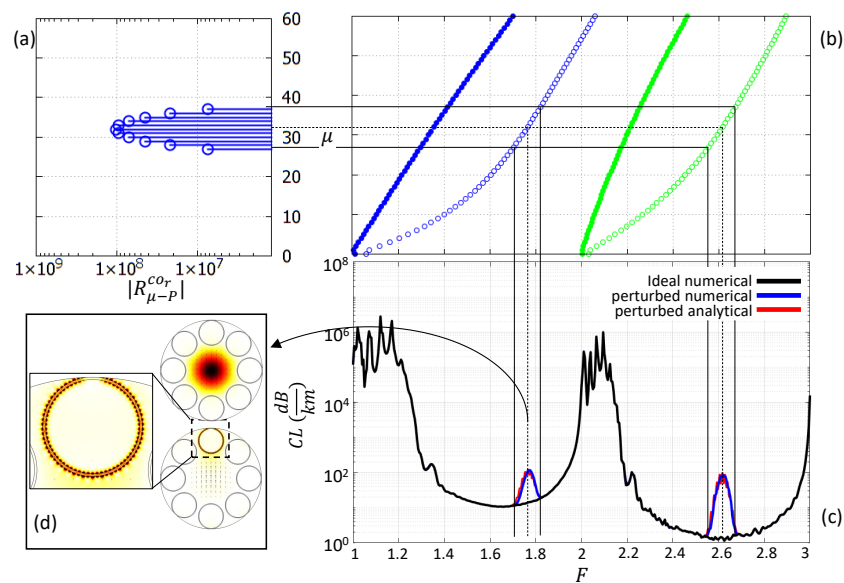 (a)
60
50
40
30
20
10
0
μ
1×10⁹ 1×10⁸ 1×10⁷
|R^{cor}_{μ−P}|
(b)
10⁸
10⁶
10⁴
10²
10⁰
CL (dB/km)
Ideal numerical
perturbed numerical
perturbed analytical
(c)
1 1.2 1.4 1.6 1.8 2 2.2 2.4 2.6 2.8 3
F
(d)